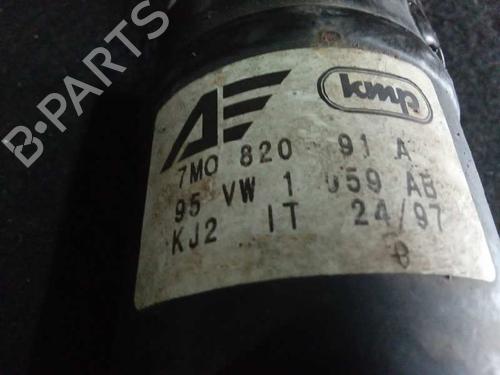 B-PARTS
AE kmp
7M0 820 91 A
95 VW 1 059 AB
KJ2 IT 24/97